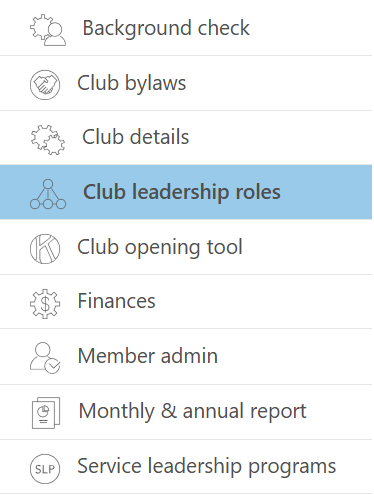 Background check
Club bylaws
Club details
Club leadership roles
Club opening tool
Finances
Member admin
Monthly & annual report
SLP Service leadership programs